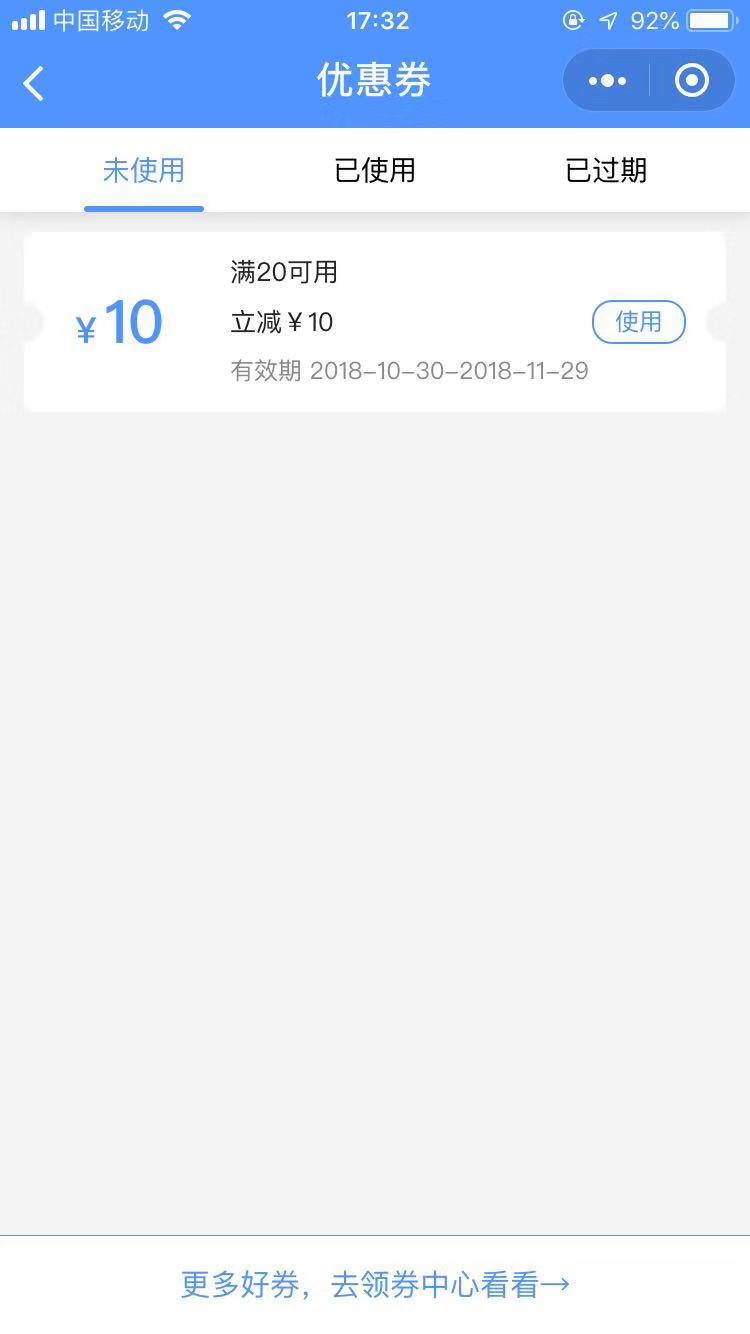 中国移动 17:32 92%
优惠券
未使用 已使用 已过期
满20可用
¥10 立减¥10 使用
有效期 2018-10-30-2018-11-29
更多好券，去领券中心看看→